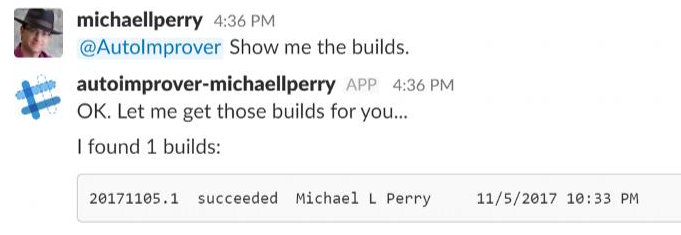 michaellperry 4:36 PM
@AutoImprover Show me the builds.
autoimprover-michaellperry APP 4:36 PM
OK. Let me get those builds for you...
I found 1 builds:
20171105.1 succeeded Michael L Perry 11/5/2017 10:33 PM